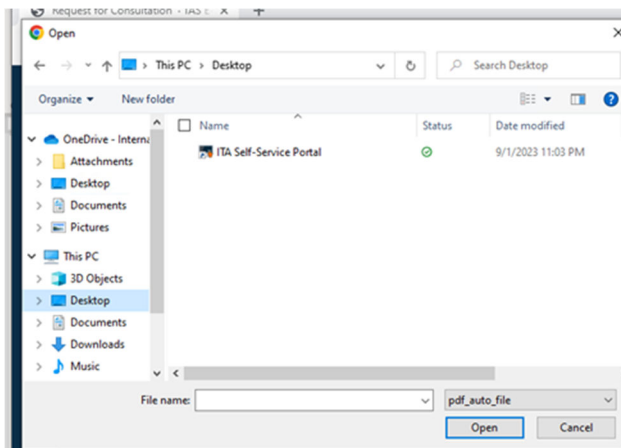 Request for Consultation - IAS E
Open
This PC > Desktop
Search Desktop
Organize
New folder
Name
Status
Date modified
OneDrive - Interna
Attachments
Desktop
Documents
Pictures
This PC
3D Objects
Desktop
Documents
Downloads
Music
ITA Self-Service Portal
9/1/2023 11:03 PM
File name:
pdf_auto_file
Open
Cancel